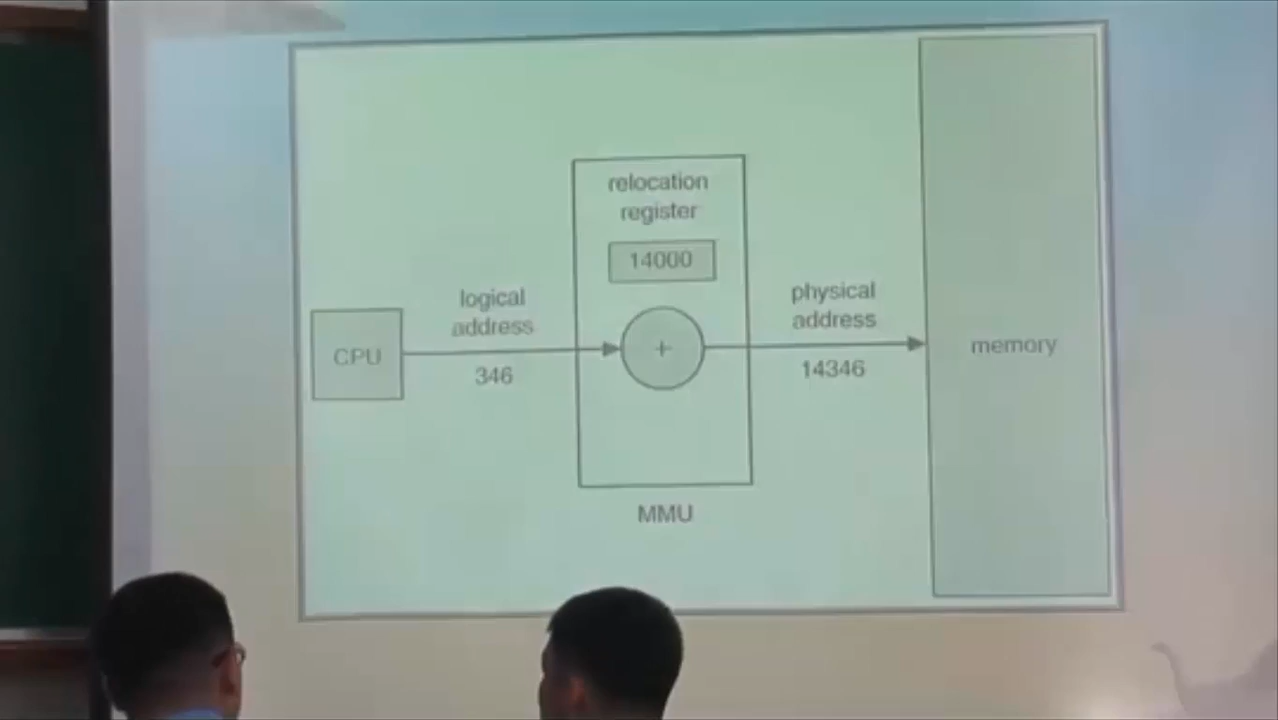 relocation
register
14000
logical
address
346
CPU
+
physical
address
14346
memory
MMU